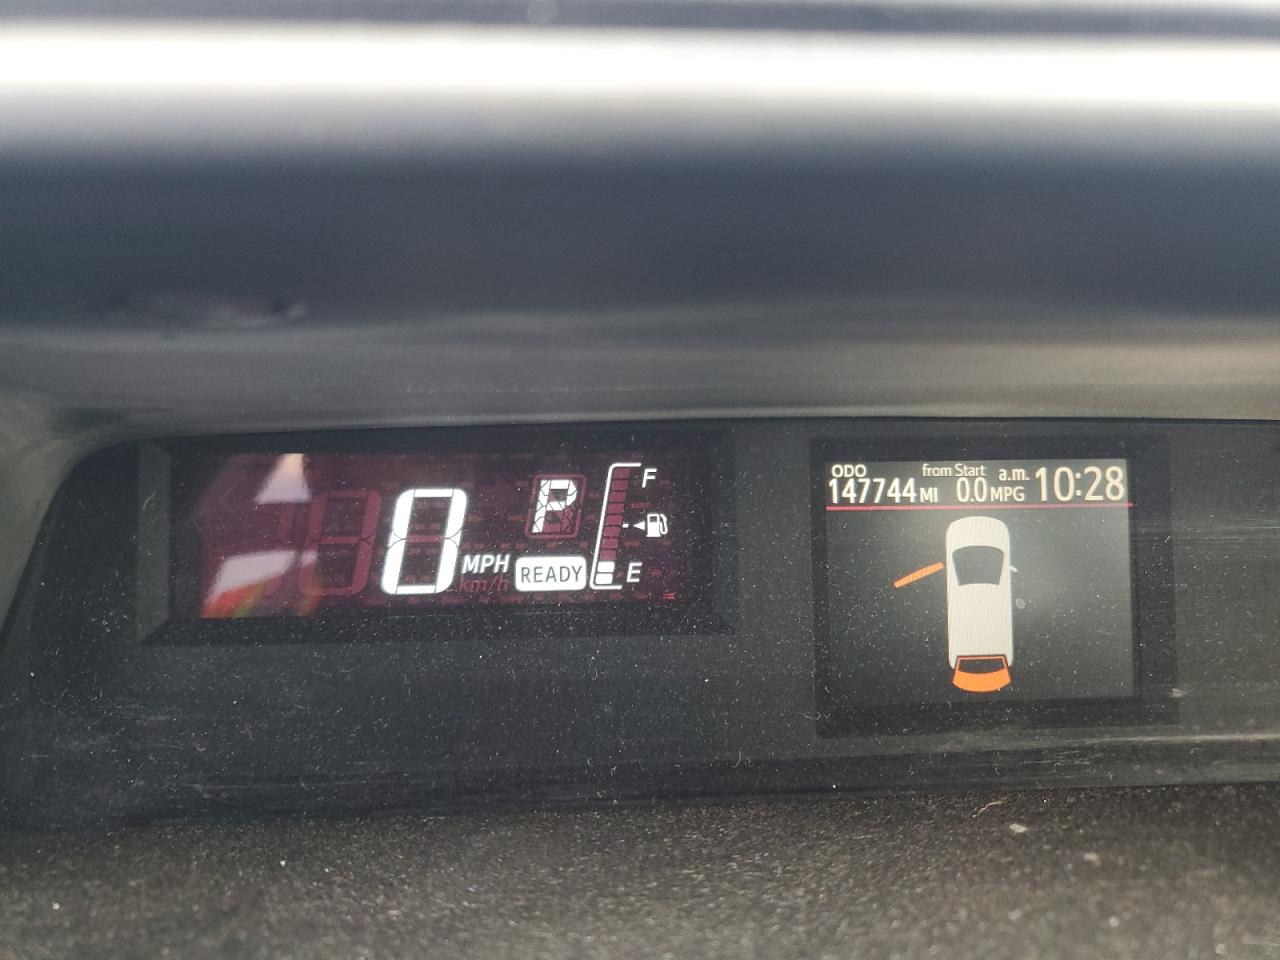 0 MPH
km/h
P
READY
F
E
ODO
147744 MI
from Start
0.0 MPG
a.m. 10:28